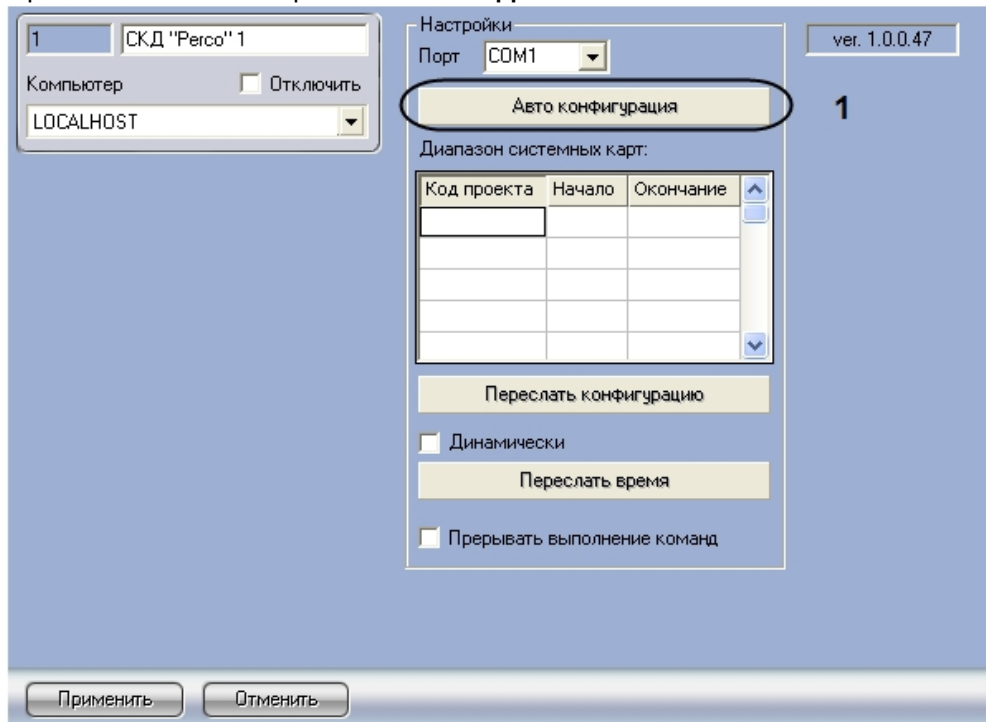 1
СКД "Perco" 1
Компьютер
Отключить
LOCALHOST
Настройки
Порт
COM1
Авто конфигурация
Диапазон системных карт:
Код проекта Начало Окончание
Переслать конфигурацию
Динамически
Переслать время
Прерывать выполнение команд
ver. 1.0.0.47
1
Применить Отменить